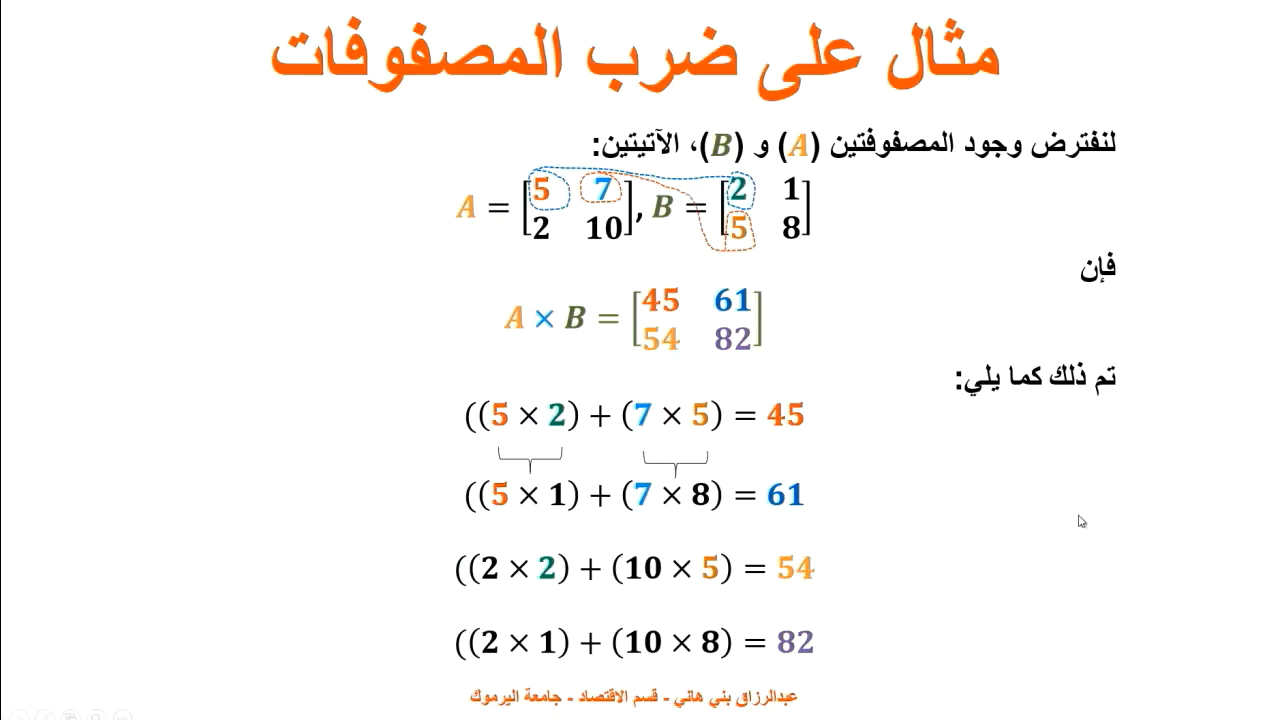 مثال على ضرب المصفوفات
لنفترض وجود المصفوفتين (A) و (B)، الآتيتين:
A = [5 7
2 10], B = [2 1
5 8]
فإن
A × B = [45 61
54 82]
تم ذلك كما يلي:
((5 × 2) + (7 × 5) = 45
((5 × 1) + (7 × 8) = 61
((2 × 2) + (10 × 5) = 54
((2 × 1) + (10 × 8) = 82
عبدالرزاق بني هاني - قسم الاقتصاد - جامعة اليرموك